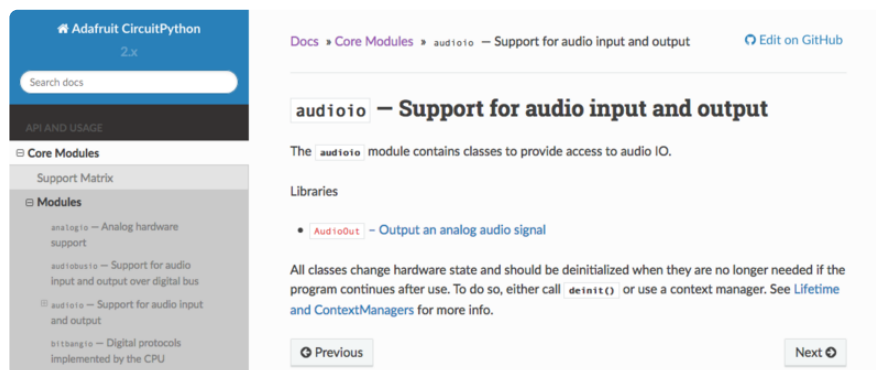 Adafruit CircuitPython
2.x
Search docs
API AND USAGE
Core Modules
Support Matrix
Modules
analogio — Analog hardware
support
audiobusio — Support for audio
input and output over digital bus
audioio — Support for audio input
and output
bitbangio — Digital protocols
implemented by the CPU
Docs » Core Modules » audioio — Support for audio input and output
Edit on GitHub
audioio — Support for audio input and output
The audioio module contains classes to provide access to audio IO.
Libraries
• AudioOut – Output an analog audio signal
All classes change hardware state and should be deinitialized when they are no longer needed if the
program continues after use. To do so, either call deinit() or use a context manager. See Lifetime
and ContextManagers for more info.
Previous
Next